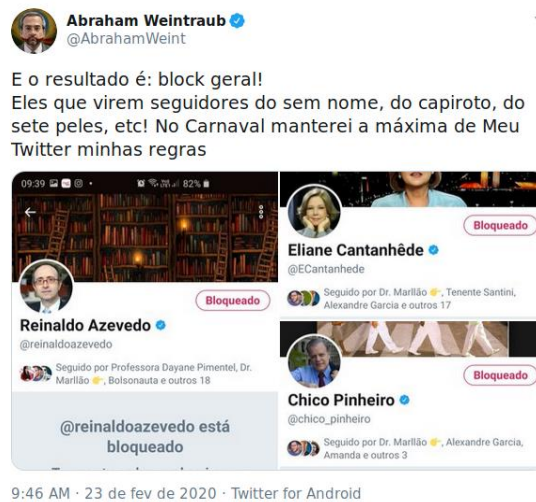 Abraham Weintraub
@AbrahamWeint
E o resultado é: block geral!
Eles que virem seguidores do sem nome, do capiroto, do
sete peles, etc! No Carnaval manterei a máxima de Meu
Twitter minhas regras
09:39
82%
Bloqueado
Reinaldo Azevedo
@reinaldoazevedo
Seguido por Professora Dayane Pimentel, Dr.
Marllão 👉, Bolsonauta e outros 18
@reinaldoazevedo está
bloqueado
Bloqueado
Eliane Cantanhêde
@ECantanhede
Seguido por Dr. Marllão 👉, Tenente Santini,
Alexandre Garcia e outros 17
Bloqueado
Chico Pinheiro
@chico_pinheiro
Seguido por Dr. Marllão 👉, Alexandre Garcia,
Amanda e outros 3
9:46 AM · 23 de fev de 2020 · Twitter for Android